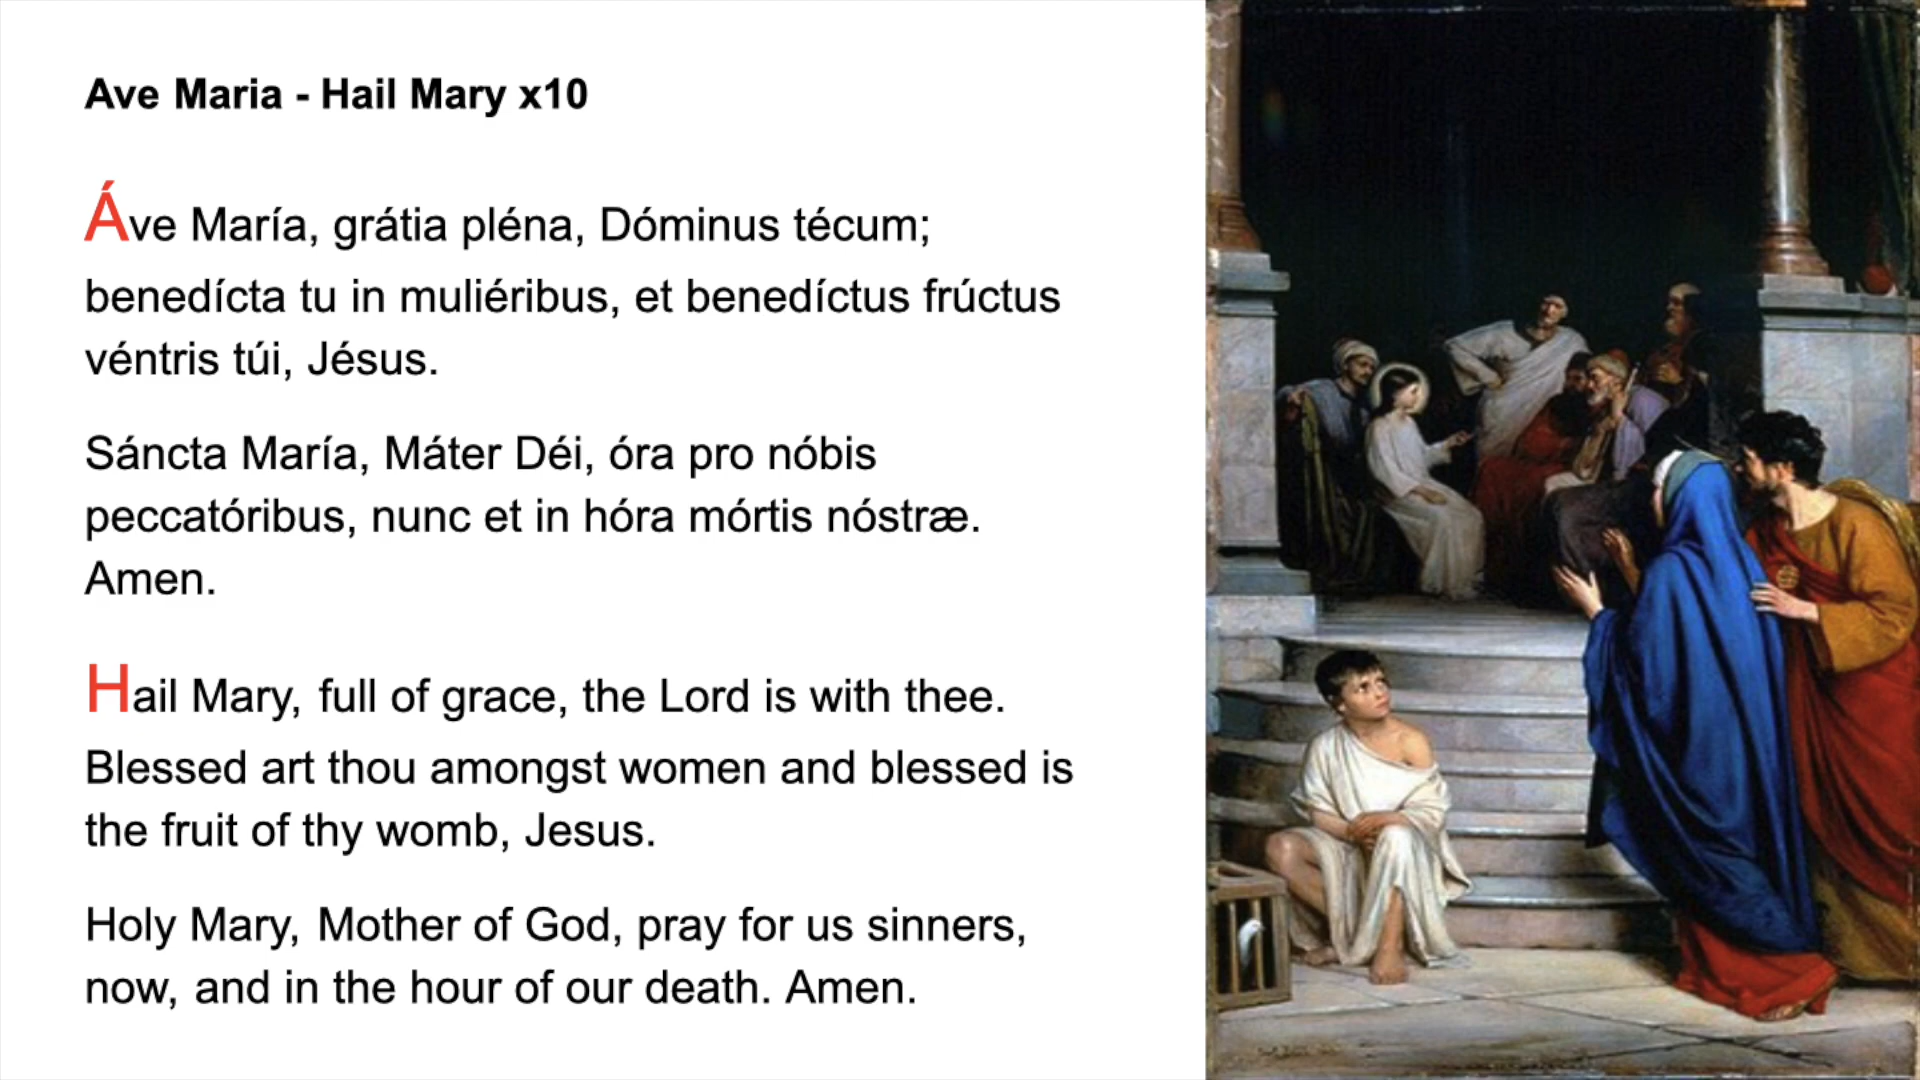 Ave Maria - Hail Mary x10
Áve María, grátia pléna, Dóminus técum;
benedícta tu in muliéribus, et benedíctus frúctus
véntris túi, Jésus.
Sáncta María, Máter Déi, óra pro nóbis
peccatóribus, nunc et in hóra mórtis nóstræ.
Amen.
Hail Mary, full of grace, the Lord is with thee.
Blessed art thou amongst women and blessed is
the fruit of thy womb, Jesus.
Holy Mary, Mother of God, pray for us sinners,
now, and in the hour of our death. Amen.